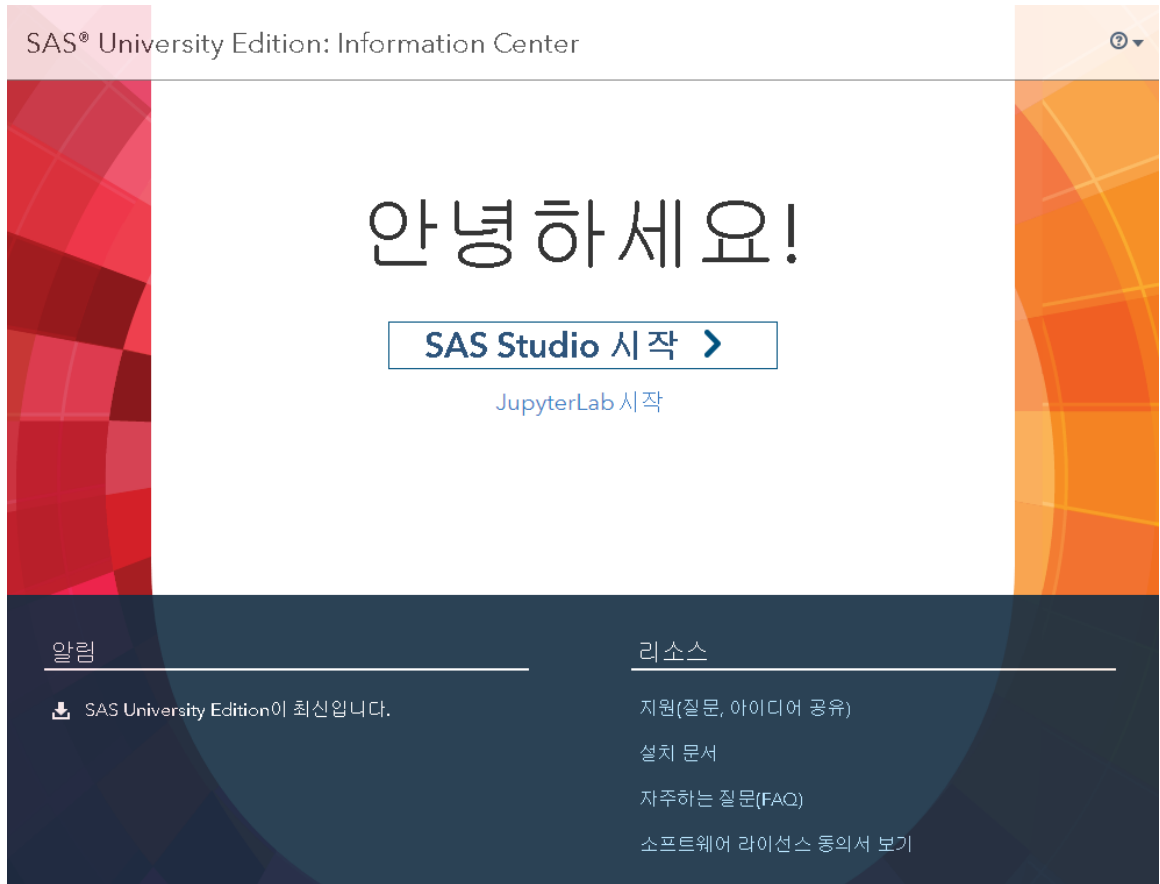 SAS® University Edition: Information Center
안녕하세요!
SAS Studio 시작
JupyterLab 시작
알림
SAS University Edition이 최신입니다.
리소스
지원(질문, 아이디어 공유)
설치 문서
자주하는 질문(FAQ)
소프트웨어 라이선스 동의서 보기